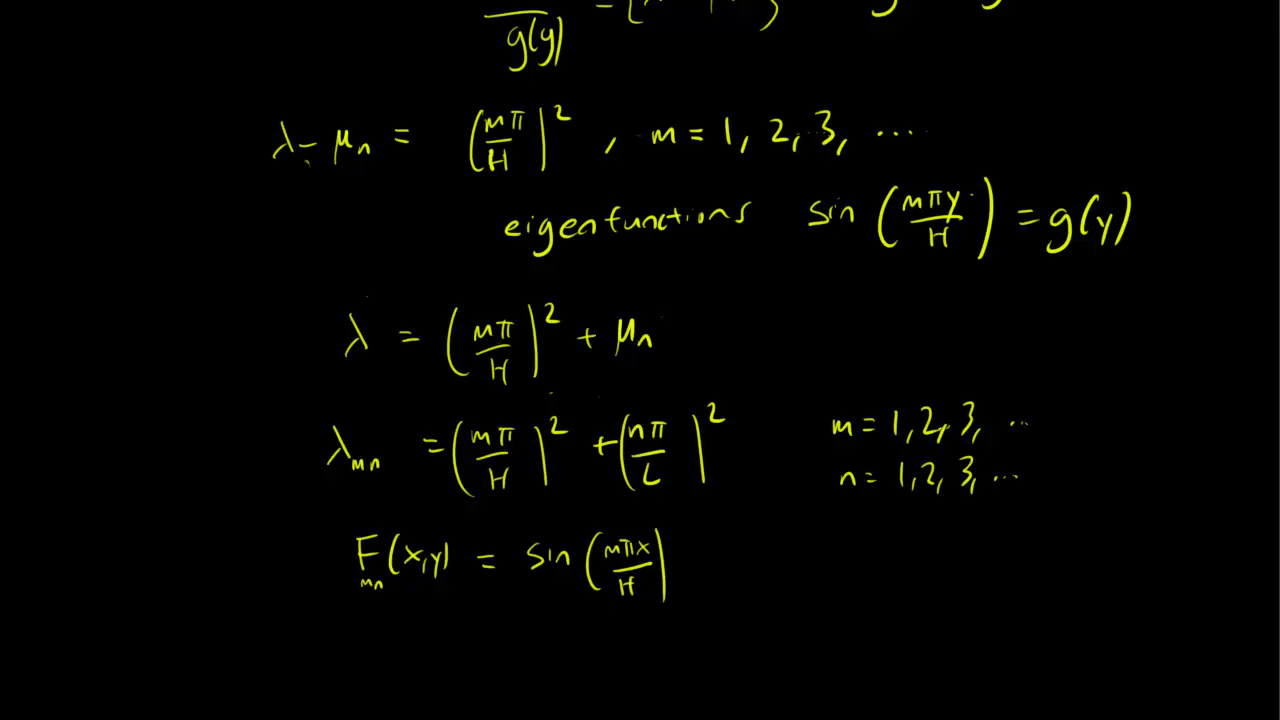 g(y)
λ - μn = (mπ/H)², m = 1, 2, 3, ....
eigenfunctions sin (mπy/H) = g(y)
λ = (mπ/H)² + μn
λmn = (mπ/H)² + (nπ/L)² m = 1, 2, 3, ...
n = 1, 2, 3, ...
Fmn(x,y) = sin (mπx/H)